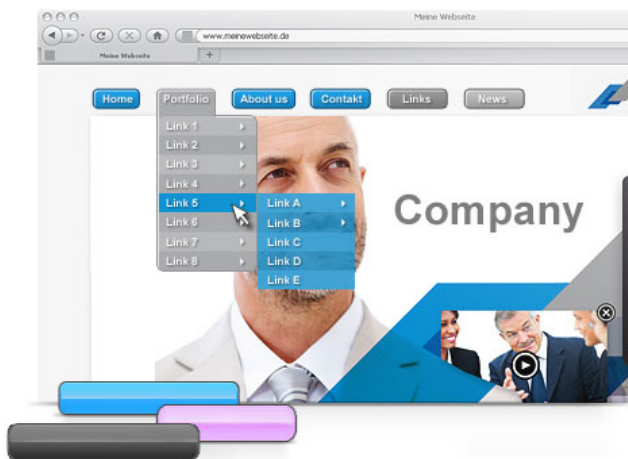 Meine Webseite
www.meinewebseite.de
Meine Webseite
+
Home
Portfolio
About us
Contakt
Links
News
Link 1
Link 2
Link 3
Link 4
Link 5
Link 6
Link 7
Link 8
Link A
Link B
Link C
Link D
Link E
Company